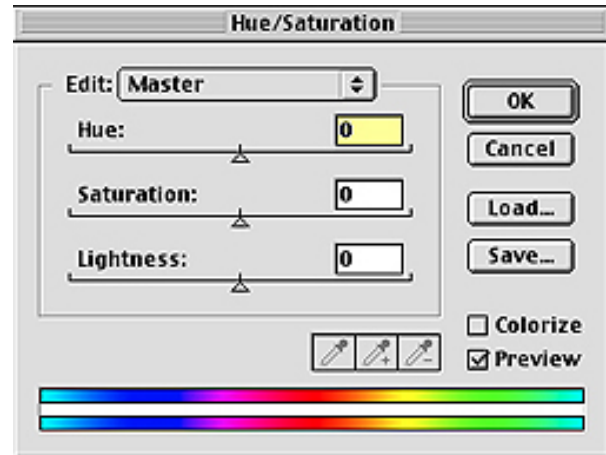 Hue/Saturation
Edit: Master
Hue: 0
Saturation: 0
Lightness: 0
OK
Cancel
Load...
Save...
Colorize
Preview